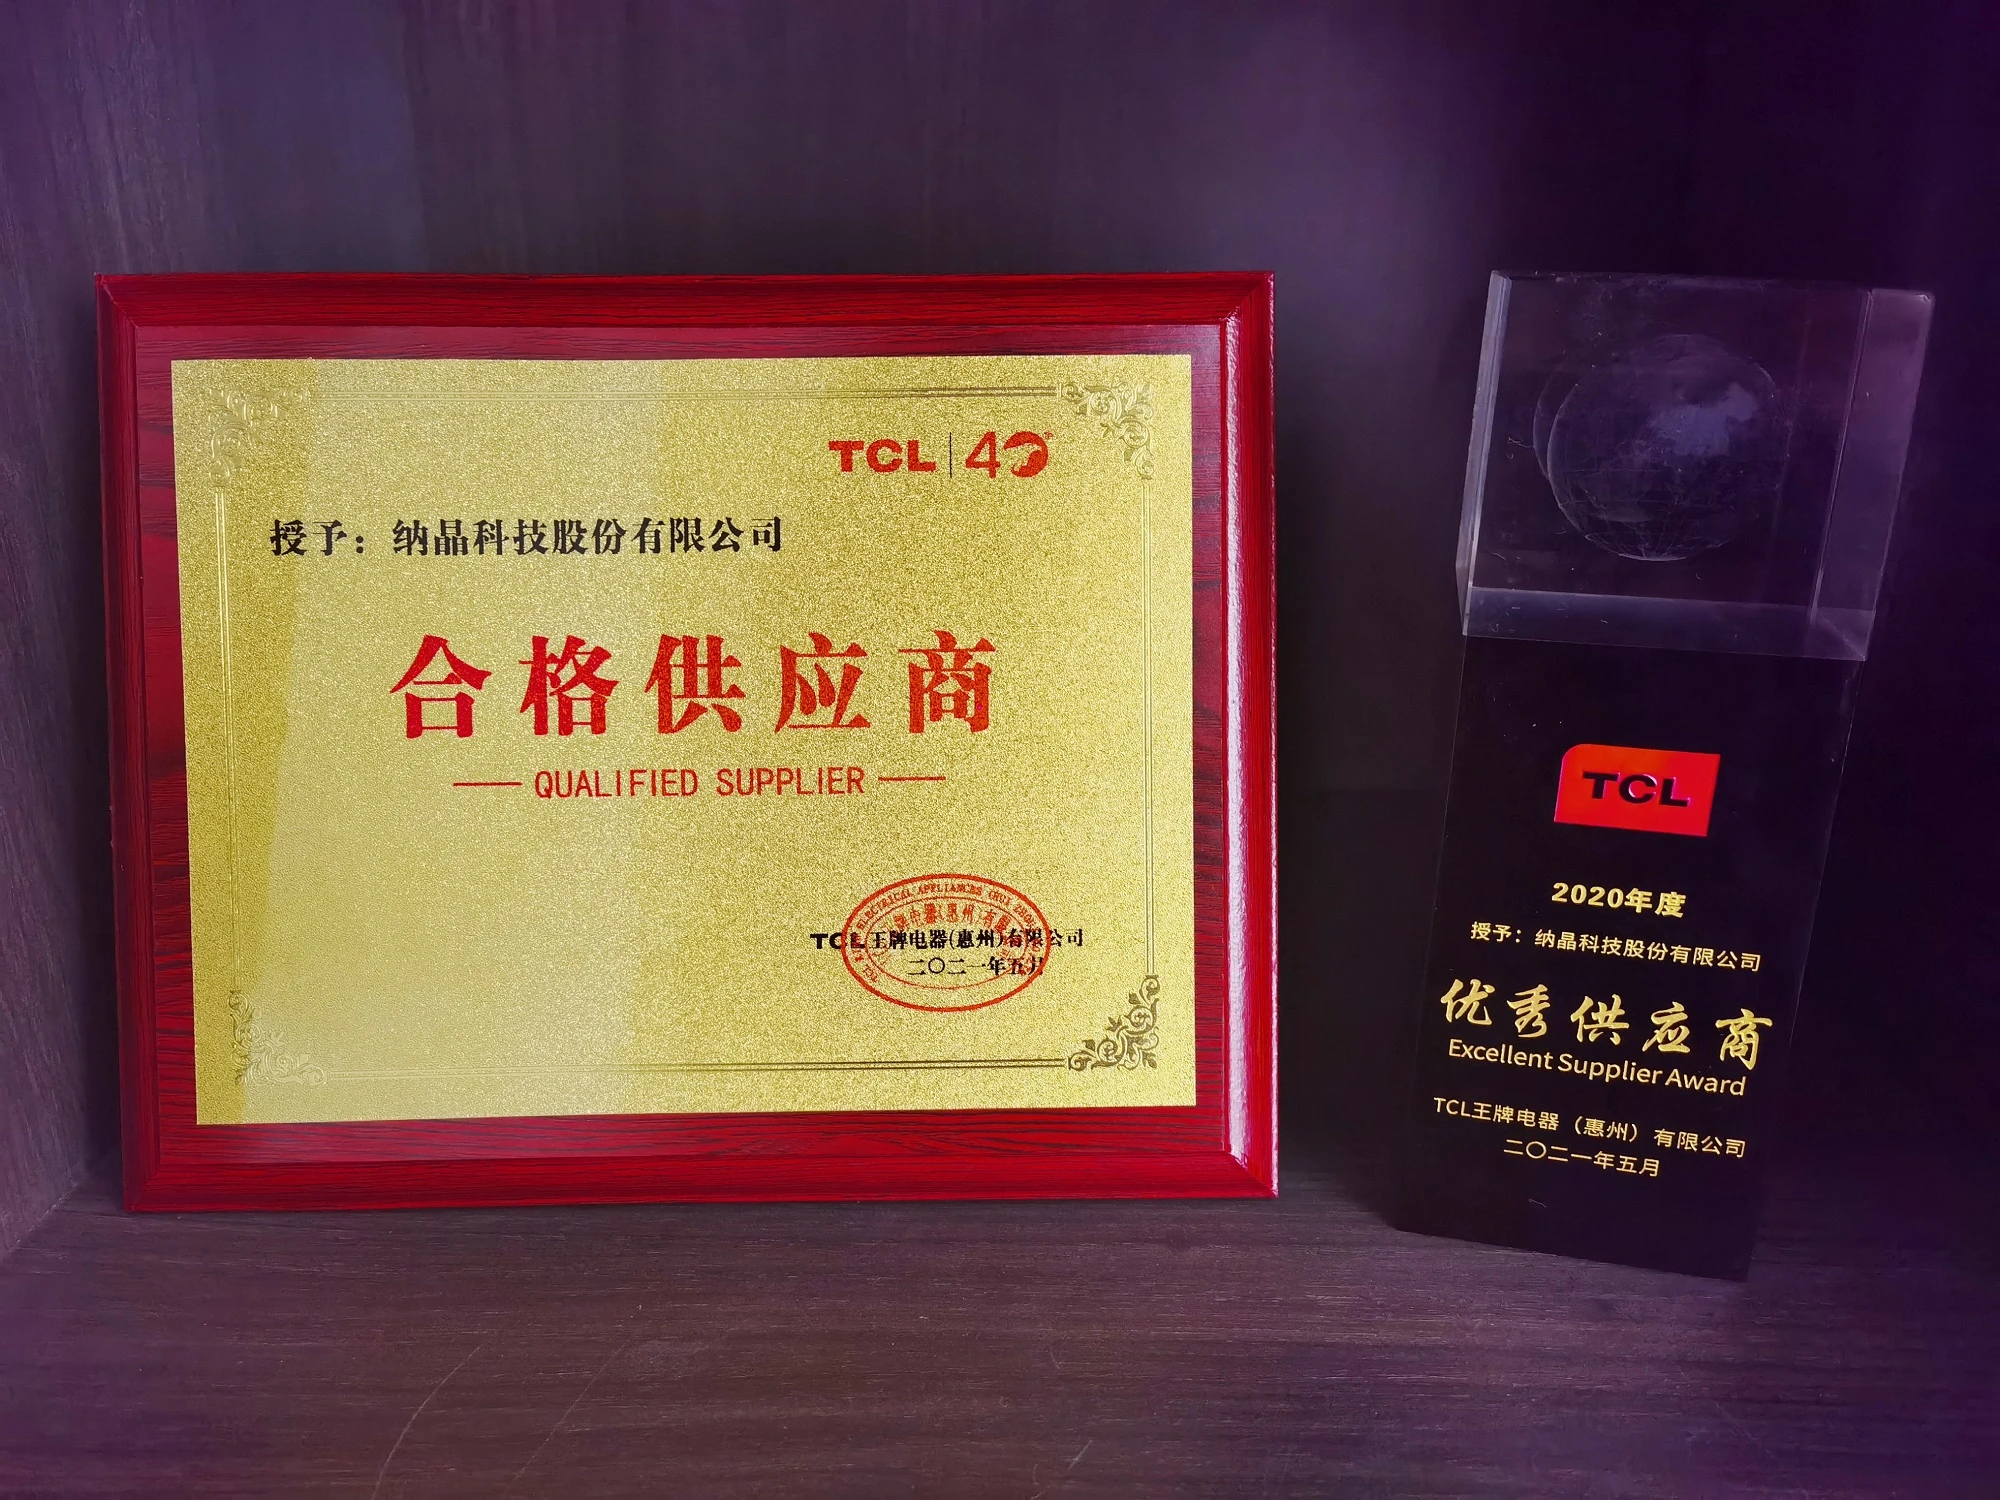 TCL | 40
授予：纳晶科技股份有限公司
合格供应商
QUALIFIED SUPPLIER
TCL王牌电器(惠州)有限公司
二〇二一年五月
TCL
2020年度
授予：纳晶科技股份有限公司
优秀供应商
Excellent Supplier Award
TCL王牌电器（惠州）有限公司
二〇二一年五月